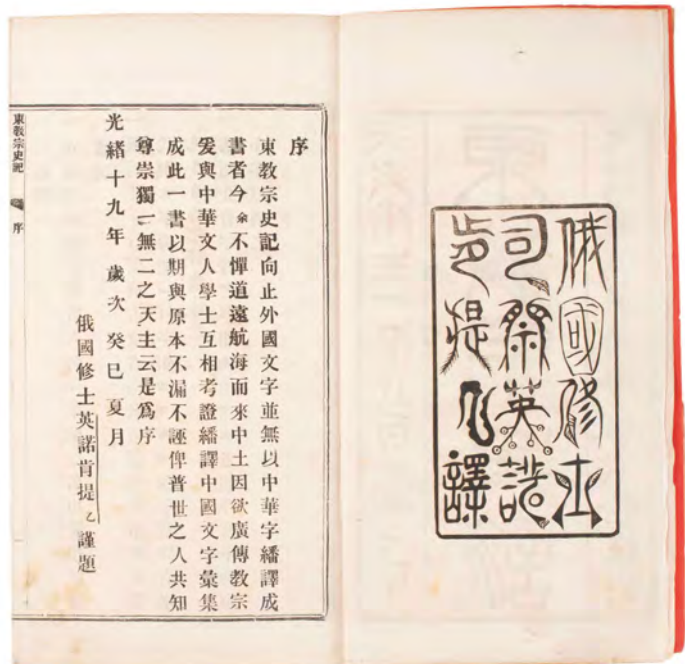 俄國修士
司祭英諾
肯提乙譯
序
東教宗史記向止外國文字並無以中華字繙譯成
書者今余不憚道遠航海而來中土因欲廣傳教宗
爰與中華文人學士互相考證繙譯中國文字彙集
成此一書以期與原本不漏不誣俾普世之人共知
尊崇獨一無二之天主云是爲序
光緒十九年歲次癸巳夏月
俄國修士英諾肯提乙謹題
東教宗史記 序